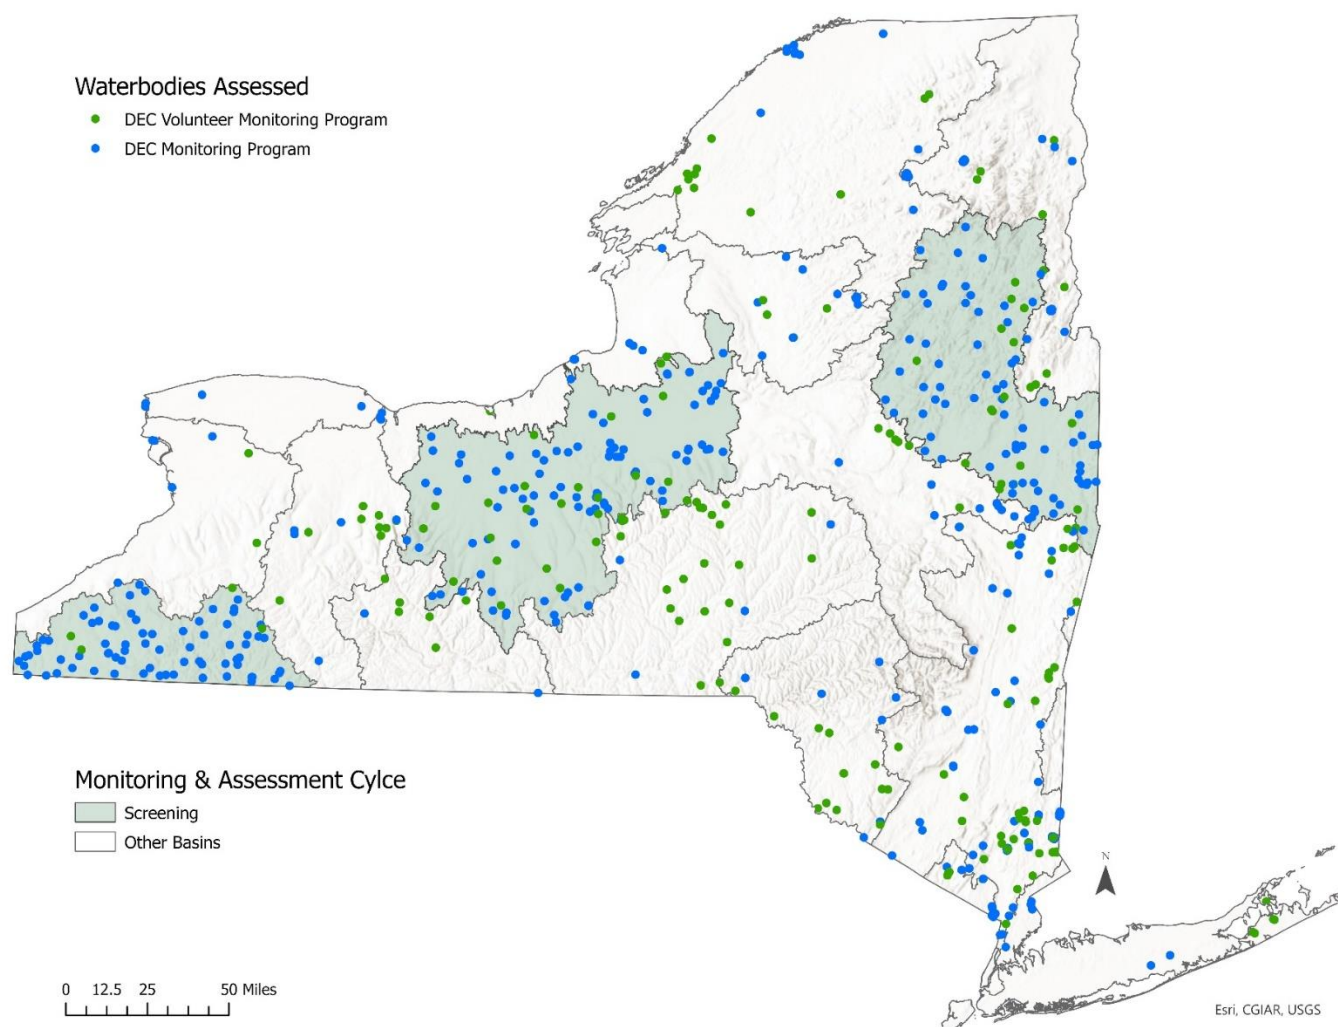 Waterbodies Assessed
DEC Volunteer Monitoring Program
DEC Monitoring Program
Monitoring & Assessment Cylce
Screening
Other Basins
N
0 12.5 25 50 Miles
Esri, CGIAR, USGS